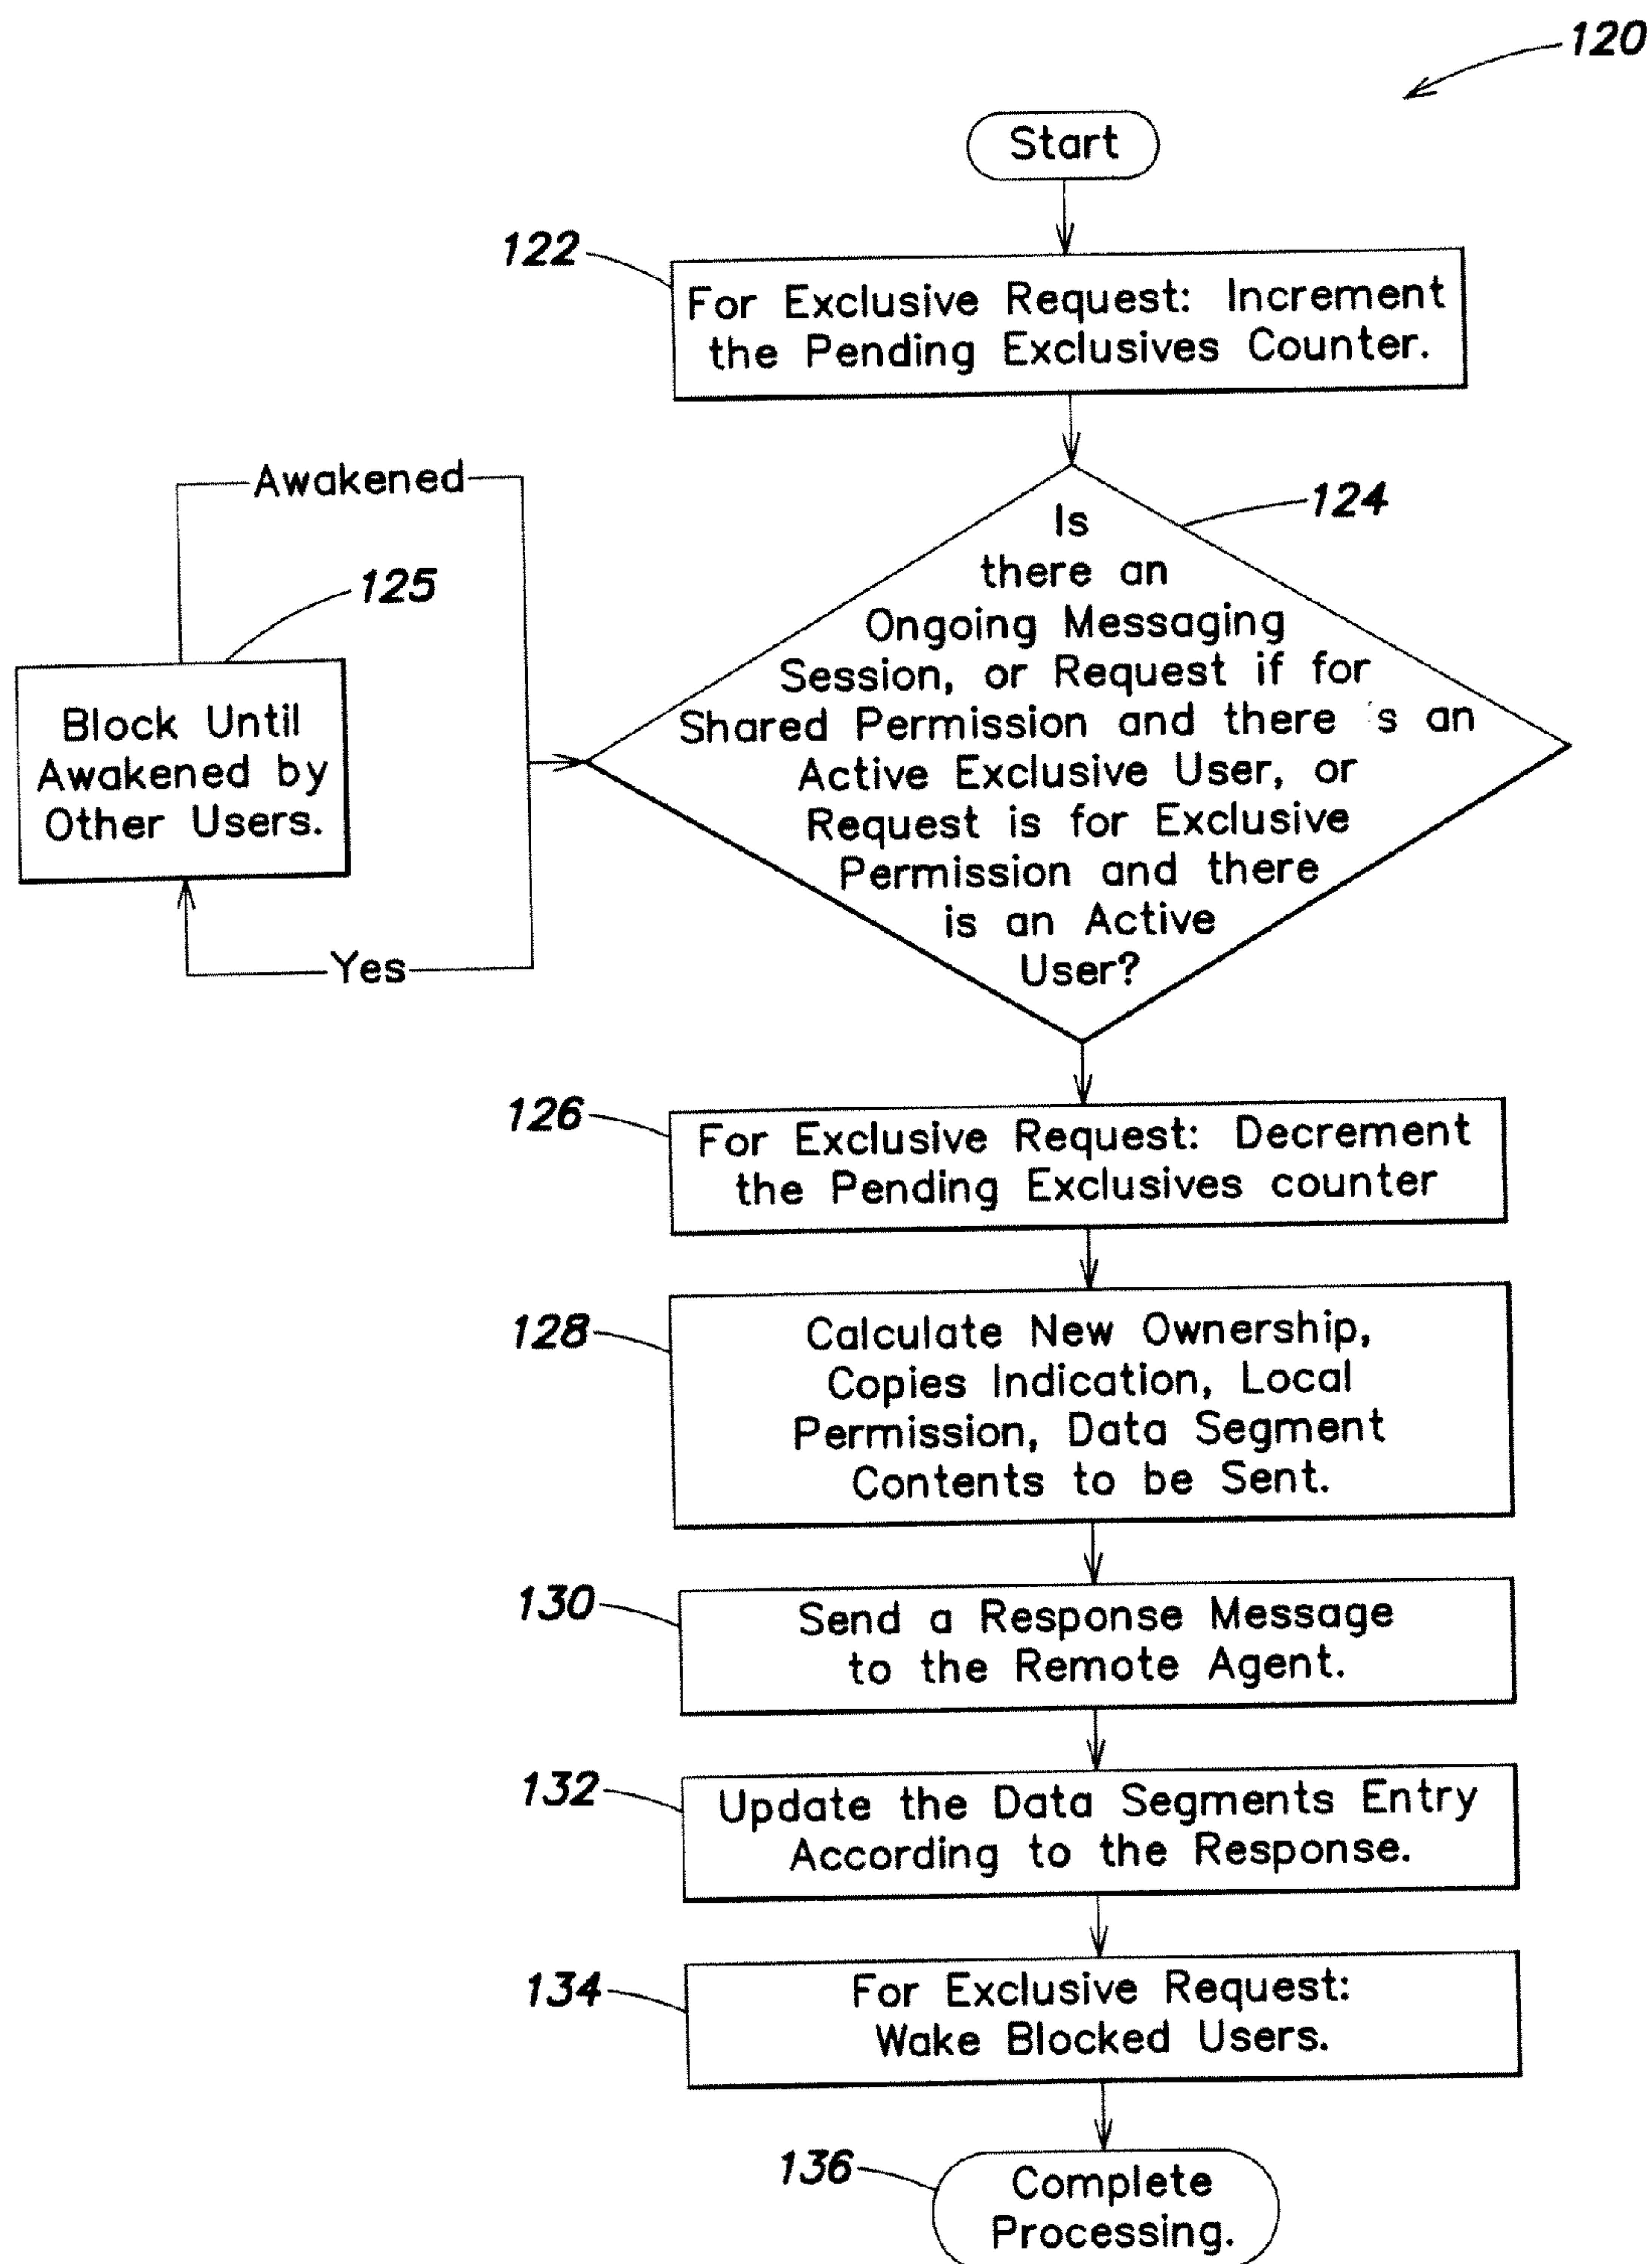 120
Start
122
For Exclusive Request: Increment
the Pending Exclusives Counter.
Awakened
124
Is
there an
Ongoing Messaging
Session, or Request if for
Shared Permission and there 's an
Active Exclusive User, or
Request is for Exclusive
Permission and there
is an Active
User?
125
Block Until
Awakened by
Other Users.
Yes
126
For Exclusive Request: Decrement
the Pending Exclusives counter
128
Calculate New Ownership,
Copies Indication, Local
Permission, Data Segment
Contents to be Sent.
130
Send a Response Message
to the Remote Agent.
132
Update the Data Segments Entry
According to the Response.
134
For Exclusive Request:
Wake Blocked Users.
136
Complete
Processing.